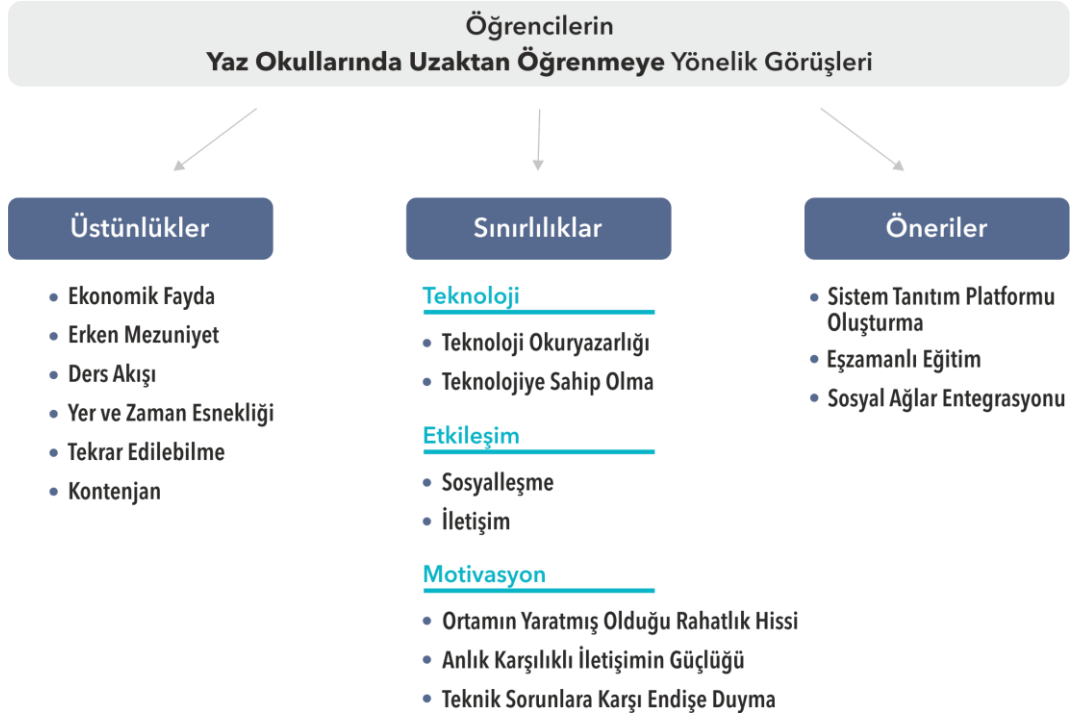 Öğrencilerin
Yaz Okullarında Uzaktan Öğrenmeye Yönelik Görüşleri
Üstünlükler
• Ekonomik Fayda
• Erken Mezuniyet
• Ders Akışı
• Yer ve Zaman Esnekliği
• Tekrar Edilebilme
• Kontenjan
Sınırlılıklar
Teknoloji
• Teknoloji Okuryazarlığı
• Teknolojiye Sahip Olma
Etkileşim
• Sosyalleşme
• İletişim
Motivasyon
• Ortamın Yaratmış Olduğu Rahatlık Hissi
• Anlık Karşılıklı İletişimin Güçlüğü
• Teknik Sorunlara Karşı Endişe Duyma
Öneriler
• Sistem Tanıtım Platformu
Oluşturma
• Eşzamanlı Eğitim
• Sosyal Ağlar Entegrasyonu